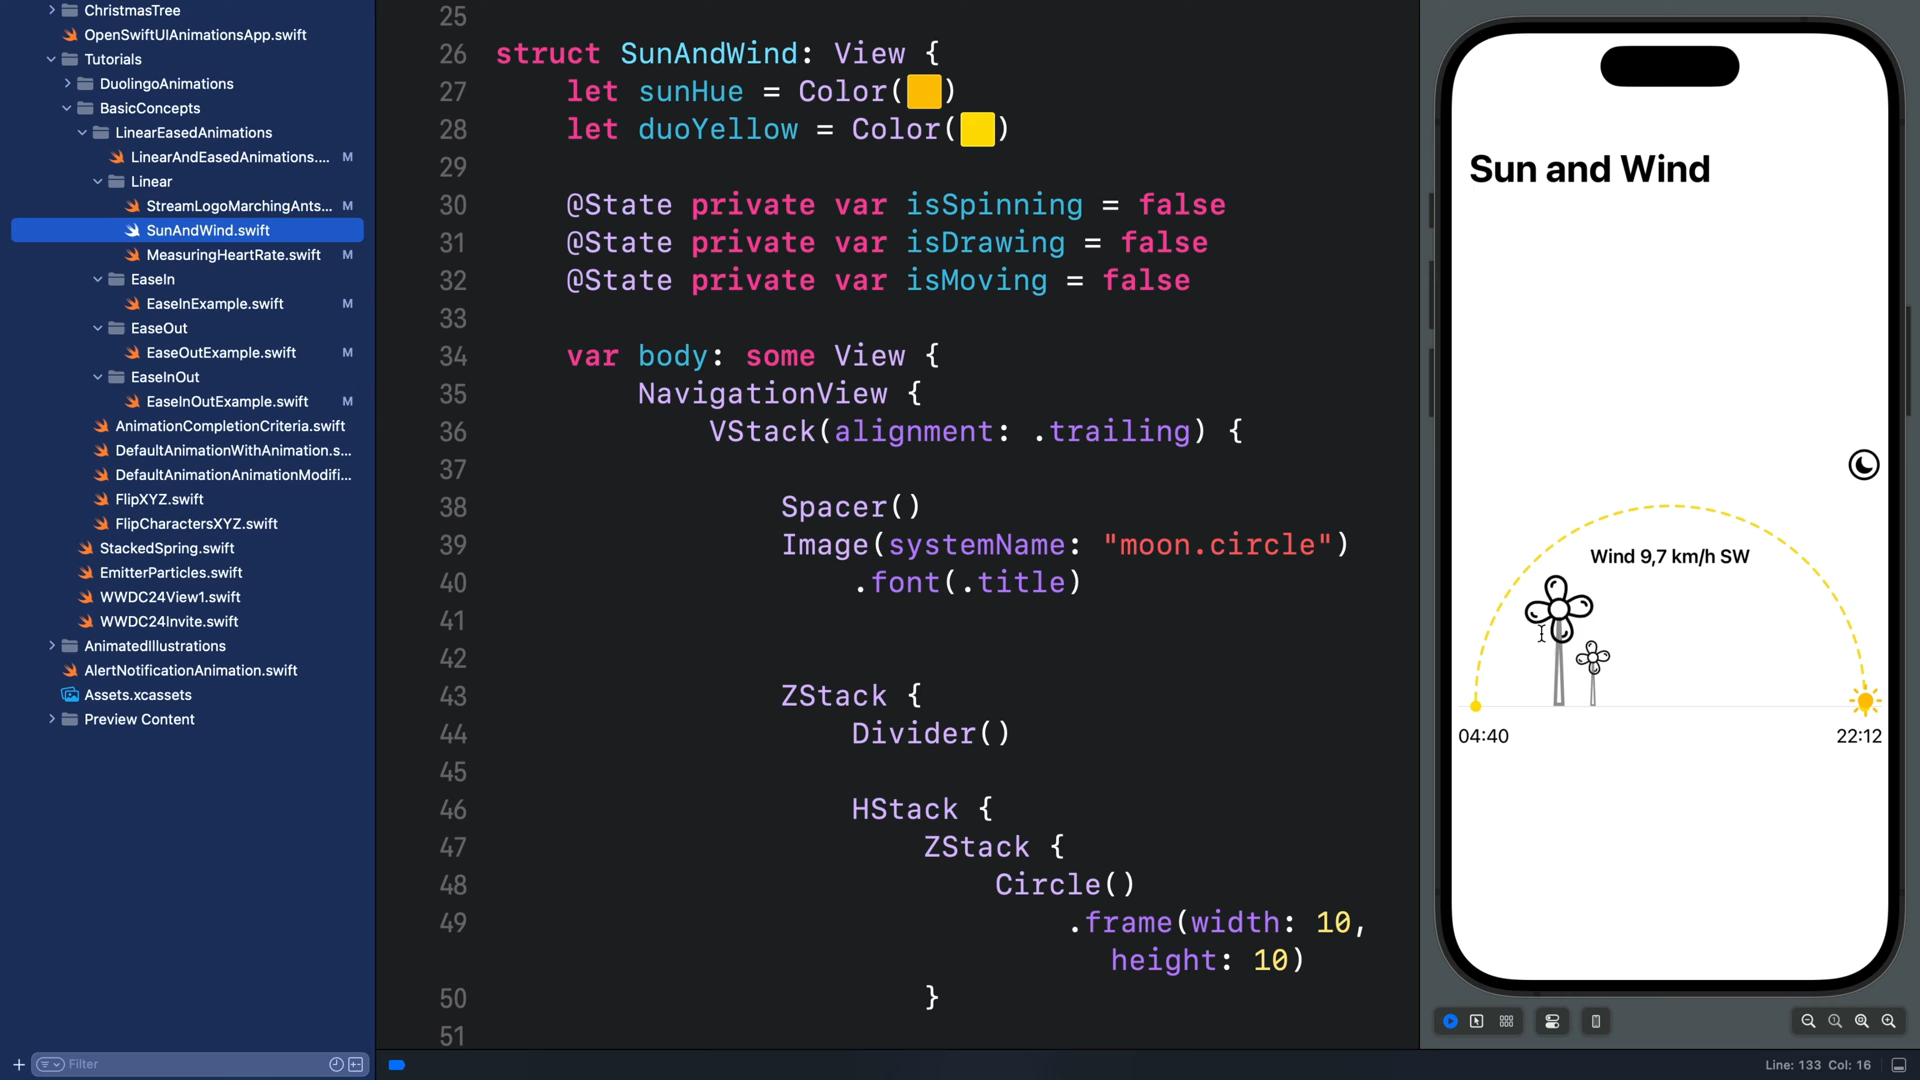 ChristmasTree
OpenSwiftUIAnimationsApp.swift
Tutorials
DuolingoAnimations
BasicConcepts
LinearEasedAnimations
LinearAndEasedAnimations.... M
Linear
StreamLogoMarchingAnts... M
SunAndWind.swift
MeasuringHeartRate.swift M
EaseIn
EaseInExample.swift M
EaseOut
EaseOutExample.swift M
EaseInOut
EaseInOutExample.swift M
AnimationCompletionCriteria.swift
DefaultAnimationWithAnimation.s...
DefaultAnimationAnimationModifi...
FlipXYZ.swift
FlipCharactersXYZ.swift
StackedSpring.swift
EmitterParticles.swift
WWDC24View1.swift
WWDC24Invite.swift
AnimatedIllustrations
AlertNotificationAnimation.swift
Assets.xcassets
Preview Content
Filter
25
26 struct SunAndWind: View {
27 let sunHue = Color( )
28 let duoYellow = Color( )
29
30 @State private var isSpinning = false
31 @State private var isDrawing = false
32 @State private var isMoving = false
33
34 var body: some View {
35 NavigationView {
36 VStack(alignment: .trailing) {
37
38 Spacer()
39 Image(systemName: "moon.circle")
40 .font(.title)
41
42
43 ZStack {
44 Divider()
45
46 HStack {
47 ZStack {
48 Circle()
49 .frame(width: 10,
height: 10)
50 }
51
Sun and Wind
Wind 9,7 km/h SW
04:40 22:12
Line: 133 Col: 16